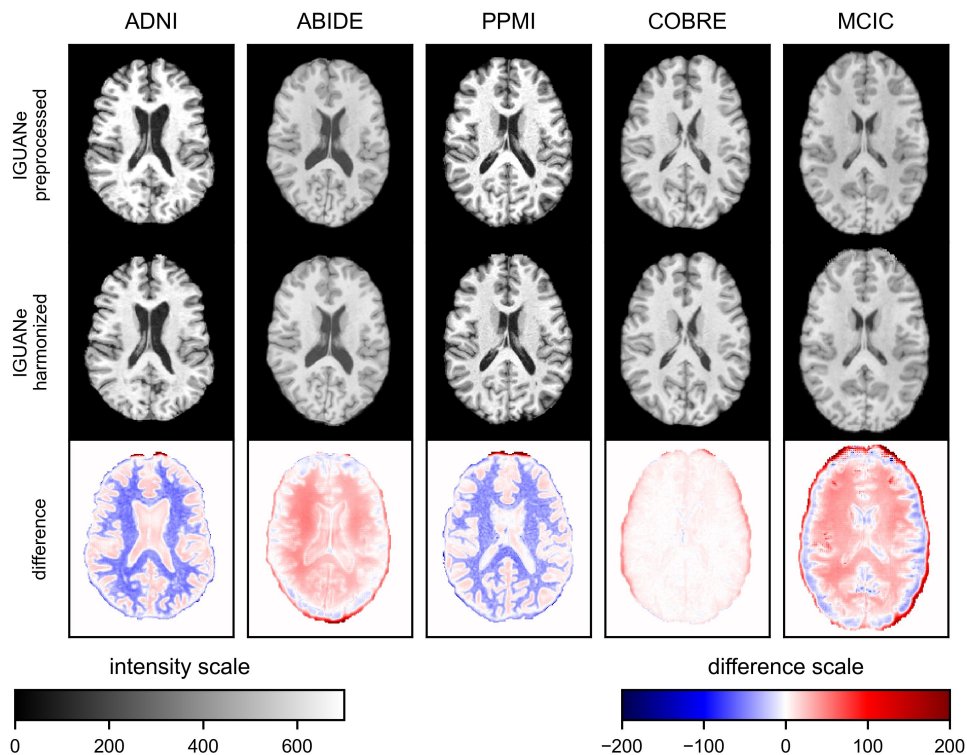 ADNI ABIDE PPMI COBRE MCIC
IGUANe
preprocessed
IGUANe
harmonized
difference
intensity scale
0 200 400 600
difference scale
−200 −100 0 100 200